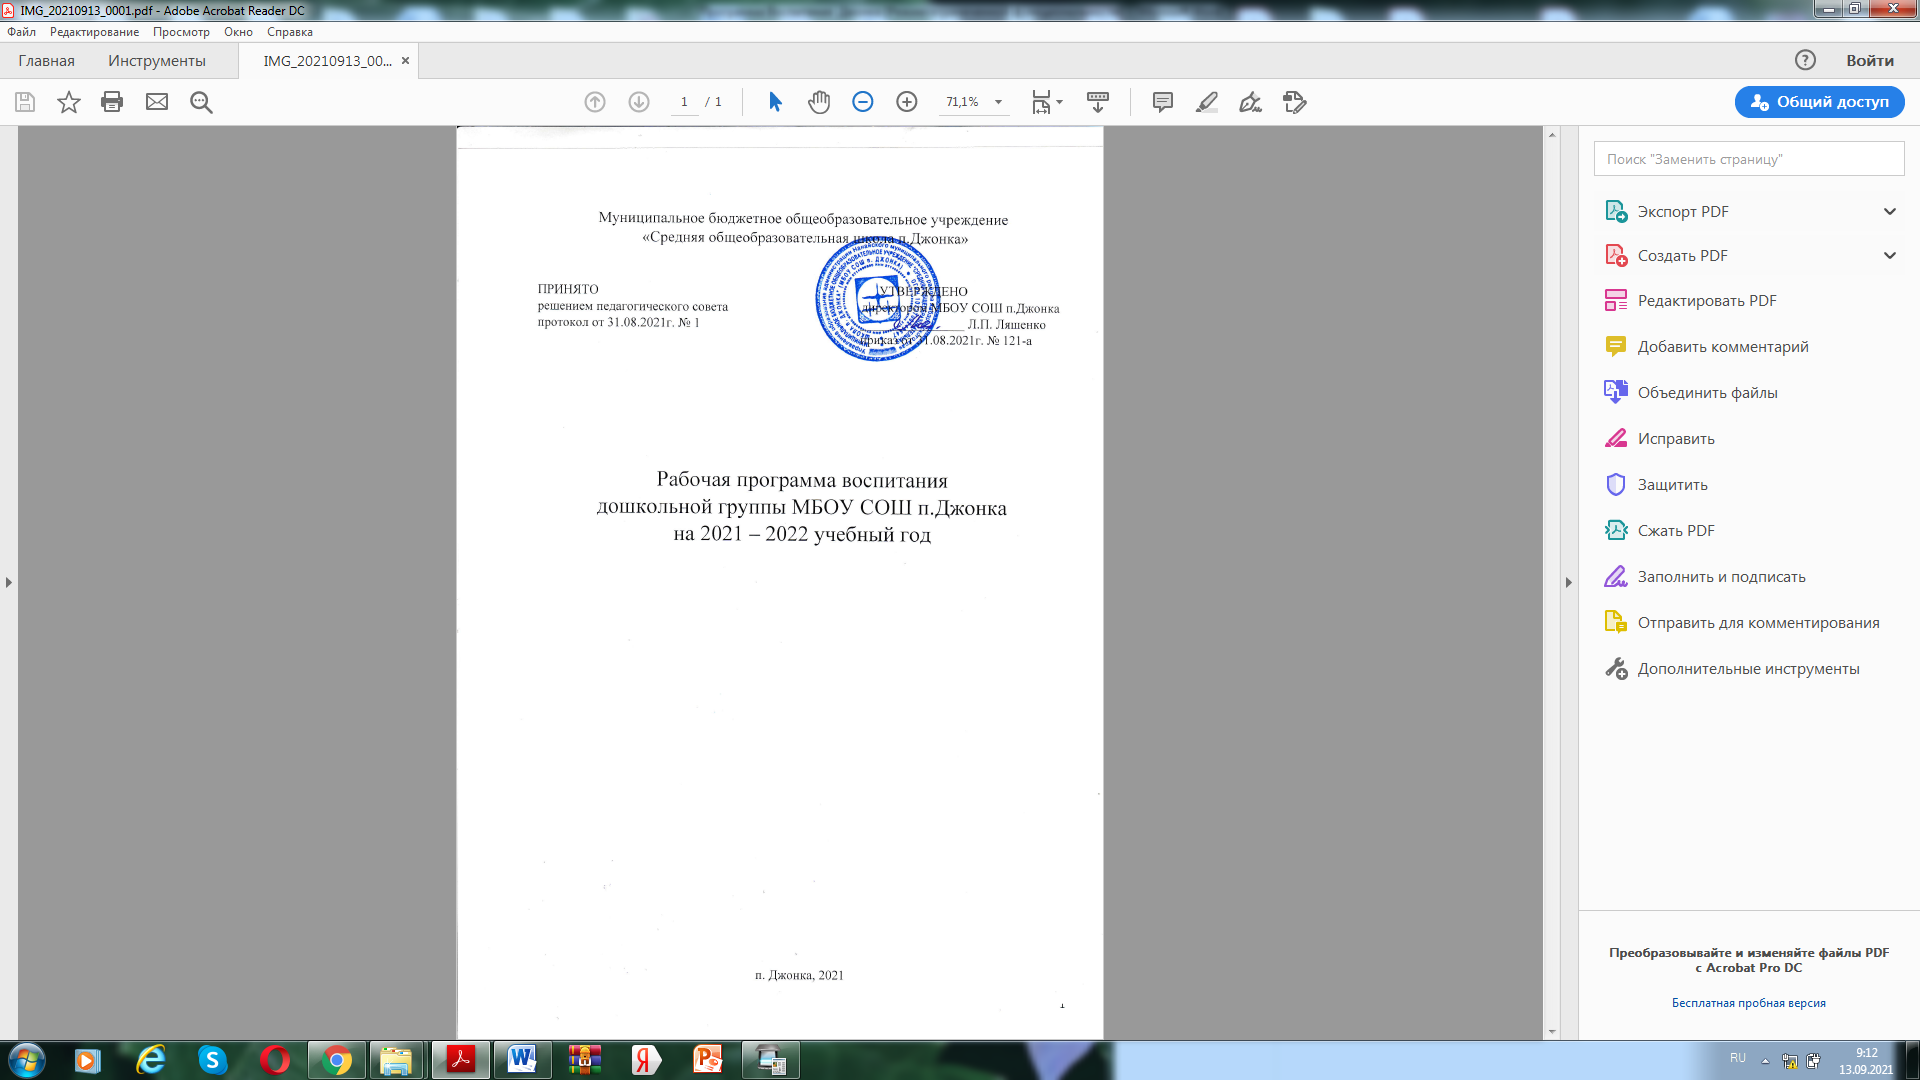 IMG_20210913_0001.pdf - Adobe Acrobat Reader DC
Файл Редактирование Просмотр Окно Справка
Главная Инструменты IMG_20210913_00... × ? Войти
1 / 1 71,1% Общий доступ
Поиск "Заменить страницу"
Экспорт PDF
Создать PDF
Редактировать PDF
Добавить комментарий
Объединить файлы
Исправить
Защитить
Сжать PDF
Заполнить и подписать
Отправить для комментирования
Дополнительные инструменты
Преобразовывайте и изменяйте файлы PDF
с Acrobat Pro DC
Бесплатная пробная версия
Муниципальное бюджетное общеобразовательное учреждение
«Средняя общеобразовательная школа п.Джонка»
ПРИНЯТО
решением педагогического совета
протокол от 31.08.2021г. № 1
УТВЕРЖДЕНО
директором МБОУ СОШ п.Джонка
Л.П. Ляшенко
приказ от 31.08.2021г. № 121-а
Рабочая программа воспитания
дошкольной группы МБОУ СОШ п.Джонка
на 2021 – 2022 учебный год
п. Джонка, 2021
1
RU 9:12
13.09.2021